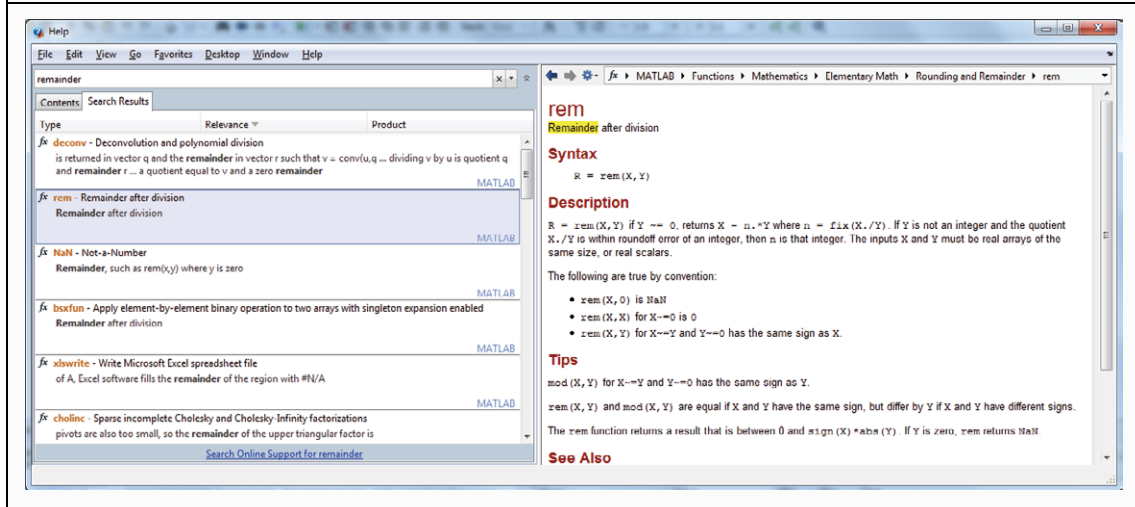 Help
File Edit View Go Favorites Desktop Window Help
remainder
Contents Search Results
Type Relevance Product
fx deconv - Deconvolution and polynomial division
is returned in vector q and the remainder in vector r such that v = conv(u,q ... dividing v by u is quotient q
and remainder r ... a quotient equal to v and a zero remainder
MATLAB
fx rem - Remainder after division
Remainder after division
MATLAB
fx NaN - Not-a-Number
Remainder, such as rem(x,y) where y is zero
MATLAB
fx bsxfun - Apply element-by-element binary operation to two arrays with singleton expansion enabled
Remainder after division
MATLAB
fx xlswrite - Write Microsoft Excel spreadsheet file
of A, Excel software fills the remainder of the region with #N/A
MATLAB
fx cholinc - Sparse incomplete Cholesky and Cholesky-Infinity factorizations
pivots are also too small, so the remainder of the upper triangular factor is
Search Online Support for remainder
fx ▸ MATLAB ▸ Functions ▸ Mathematics ▸ Elementary Math ▸ Rounding and Remainder ▸ rem
rem
Remainder after division
Syntax
R = rem(X,Y)
Description
R = rem(X,Y) if Y ~= 0, returns X - n.*Y where n = fix(X./Y). If Y is not an integer and the quotient
X./Y is within roundoff error of an integer, then n is that integer. The inputs X and Y must be real arrays of the
same size, or real scalars.
The following are true by convention:
• rem(X,0) is NaN
• rem(X,X) for X~=0 is 0
• rem(X,Y) for X~=Y and Y~=0 has the same sign as X.
Tips
mod(X,Y) for X~=Y and Y~=0 has the same sign as Y.
rem(X,Y) and mod(X,Y) are equal if X and Y have the same sign, but differ by Y if X and Y have different signs.
The rem function returns a result that is between 0 and sign(X)*abs(Y). If Y is zero, rem returns NaN.
See Also